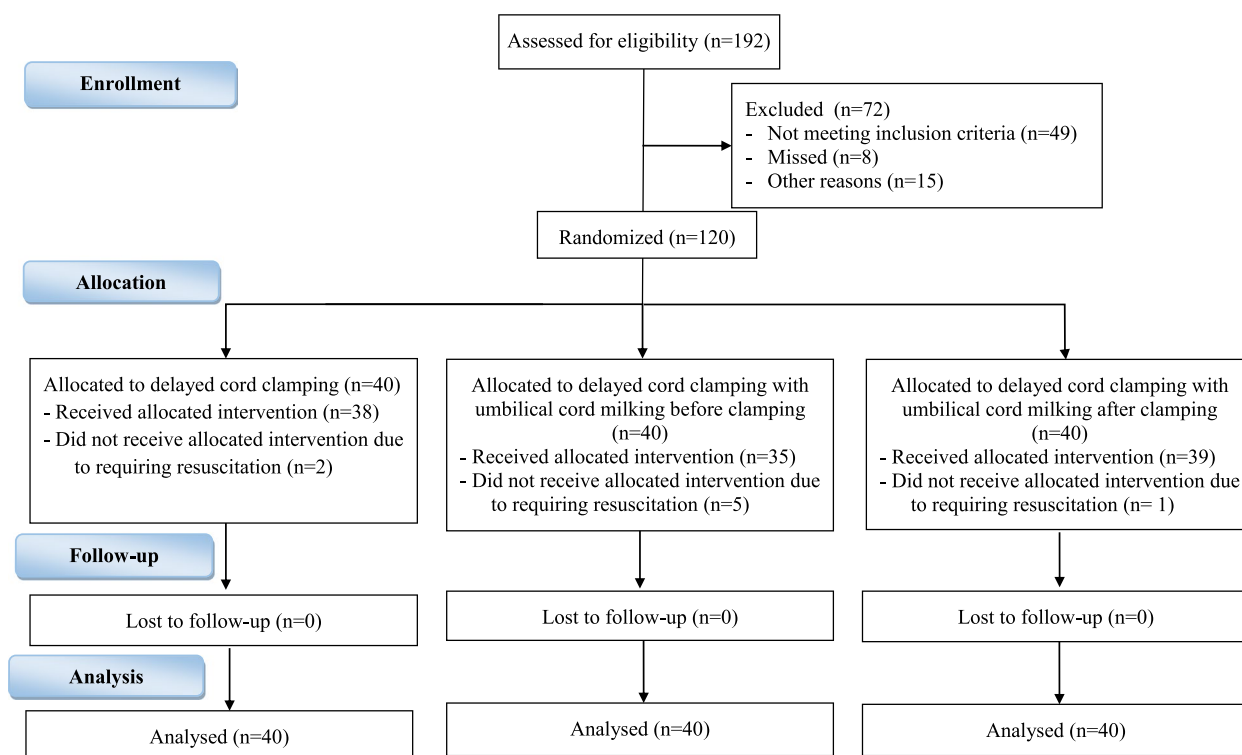 Assessed for eligibility (n=192)
Enrollment
Excluded (n=72)
- Not meeting inclusion criteria (n=49)
- Missed (n=8)
- Other reasons (n=15)
Randomized (n=120)
Allocation
Allocated to delayed cord clamping (n=40)
- Received allocated intervention (n=38)
- Did not receive allocated intervention due
to requiring resuscitation (n=2)
Allocated to delayed cord clamping with
umbilical cord milking before clamping
(n=40)
- Received allocated intervention (n=35)
- Did not receive allocated intervention due
to requiring resuscitation (n=5)
Allocated to delayed cord clamping with
umbilical cord milking after clamping
(n=40)
- Received allocated intervention (n=39)
- Did not receive allocated intervention due
to requiring resuscitation (n= 1)
Follow-up
Lost to follow-up (n=0)
Lost to follow-up (n=0)
Lost to follow-up (n=0)
Analysis
Analysed (n=40)
Analysed (n=40)
Analysed (n=40)